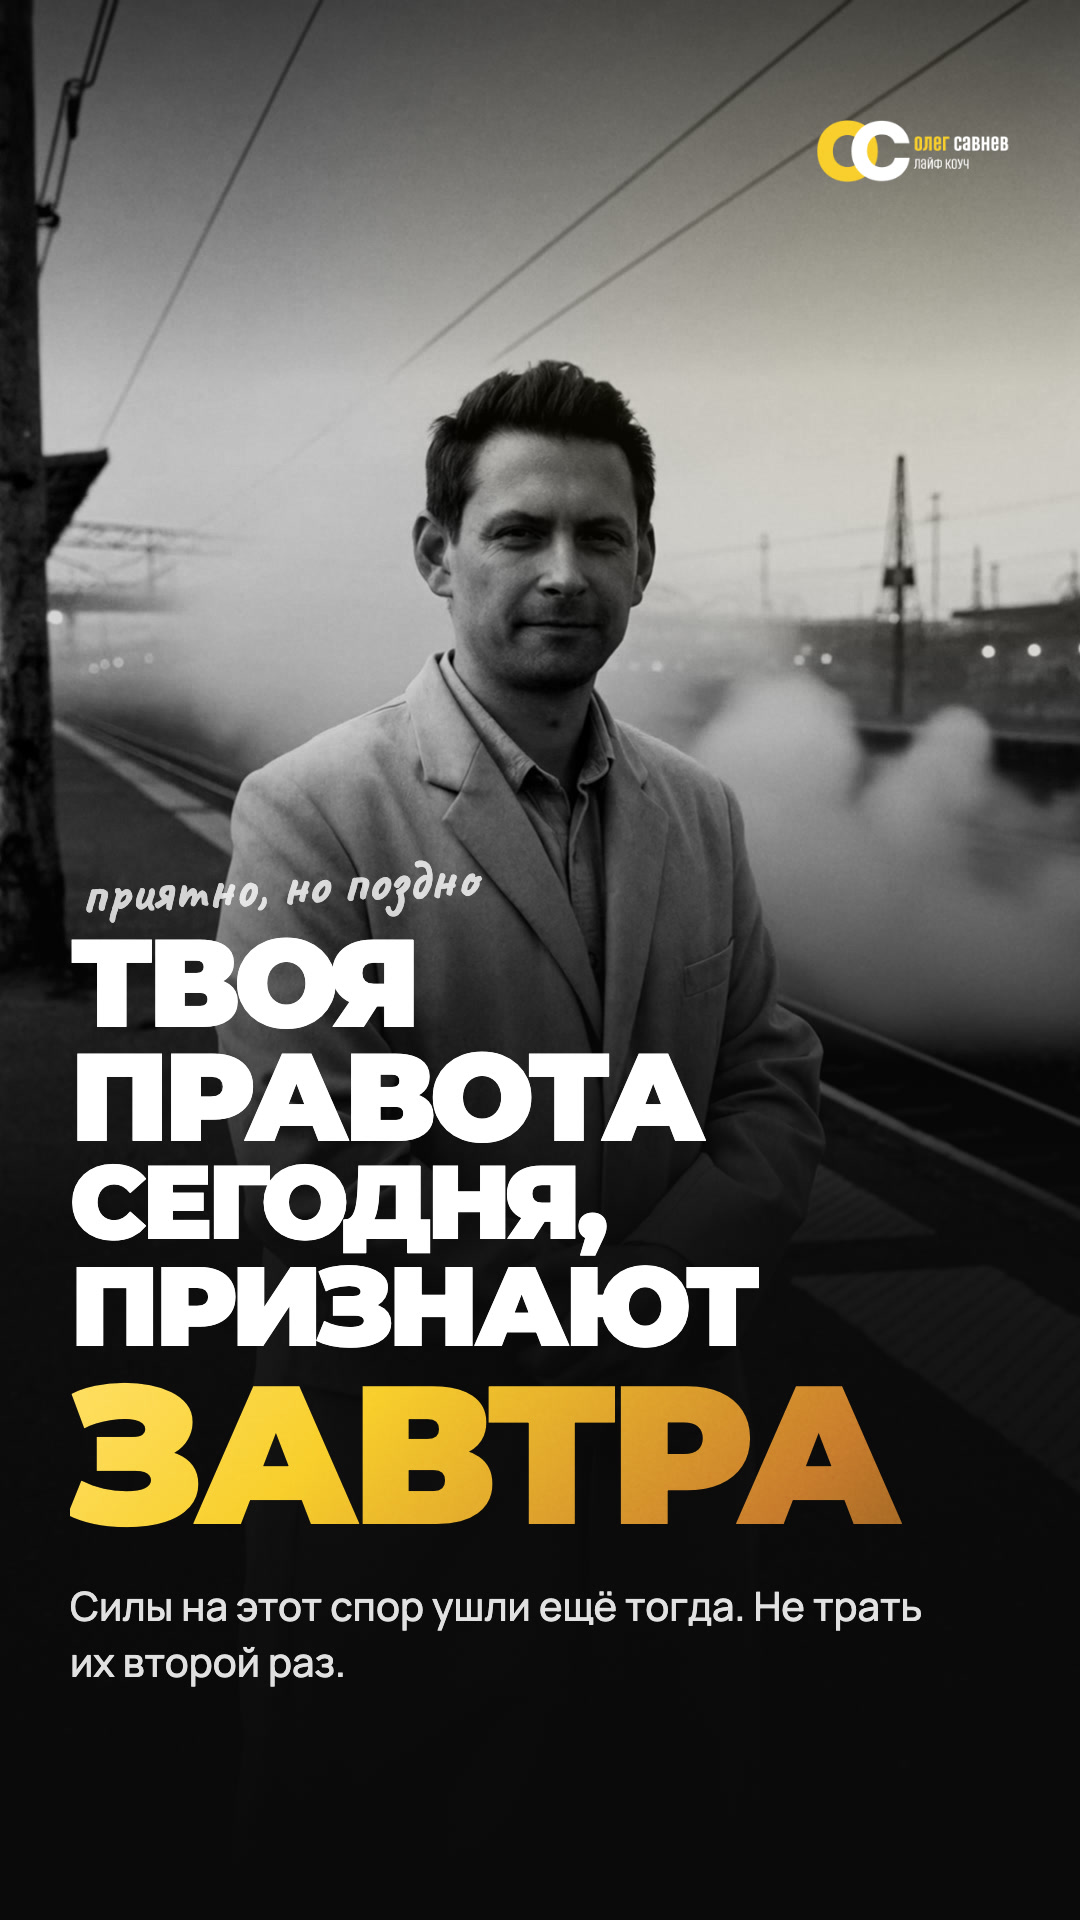 ОС олег савнев
лайф коуч
приятно, но поздно
ТВОЯ
ПРАВОТА
СЕГОДНЯ,
ПРИЗНАЮТ
ЗАВТРА
Силы на этот спор ушли ещё тогда. Не трать
их второй раз.